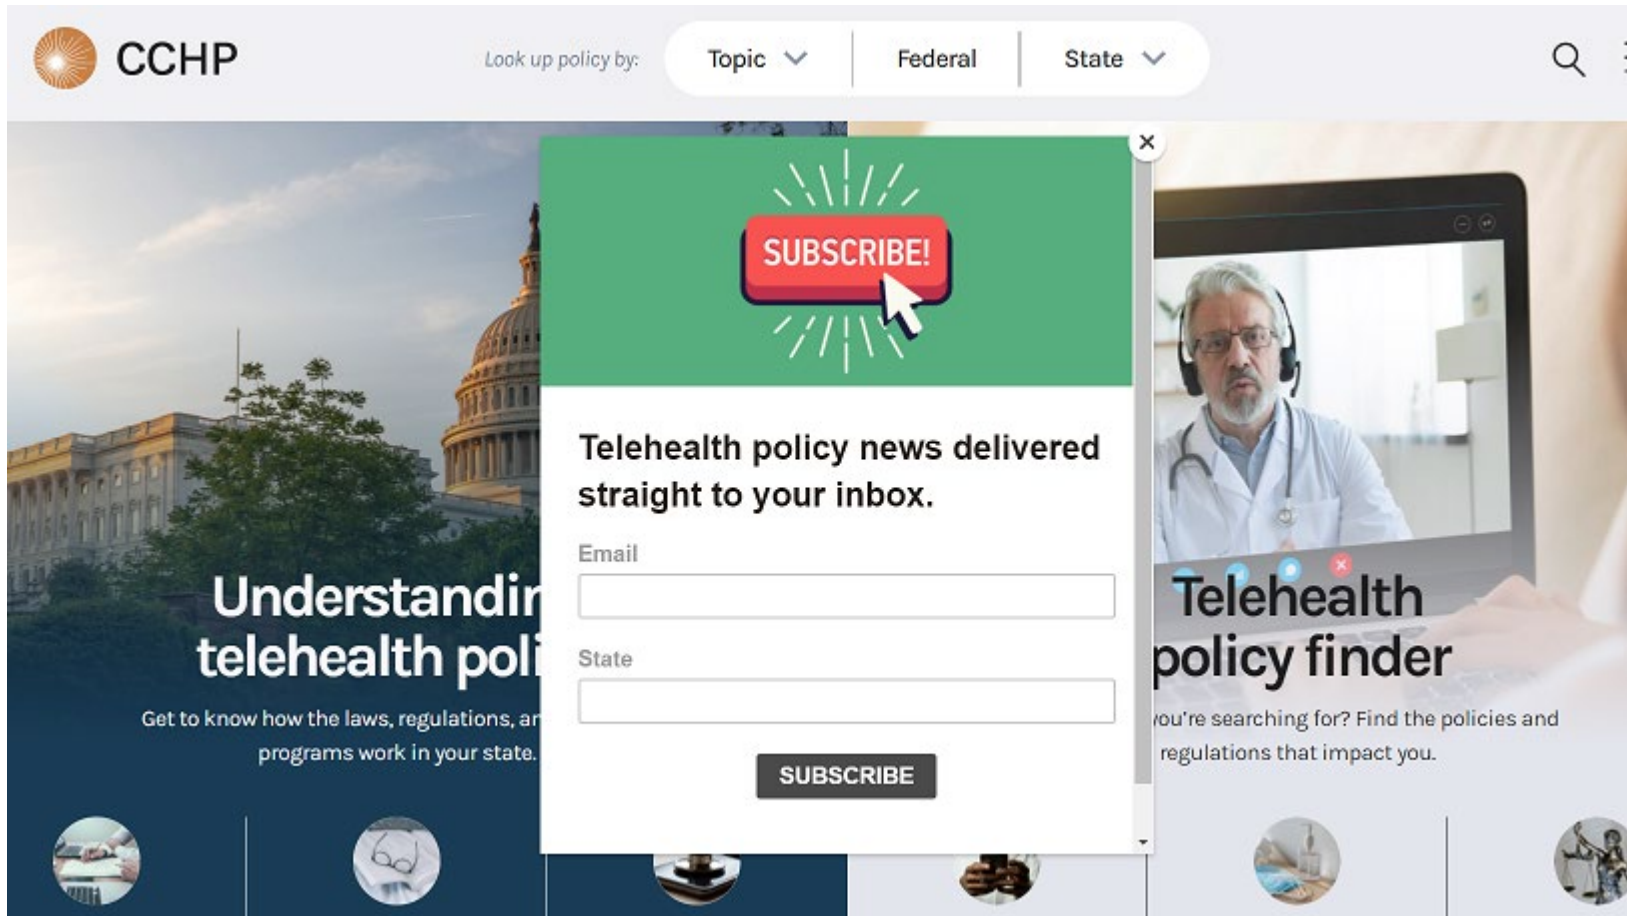 CCHP
Look up policy by:
Topic
Federal
State
SUBSCRIBE!
Telehealth policy news delivered
straight to your inbox.
Email
State
SUBSCRIBE
Understandin
telehealth poli
Get to know how the laws, regulations, an
programs work in your state.
Telehealth
policy finder
you're searching for? Find the policies and
regulations that impact you.